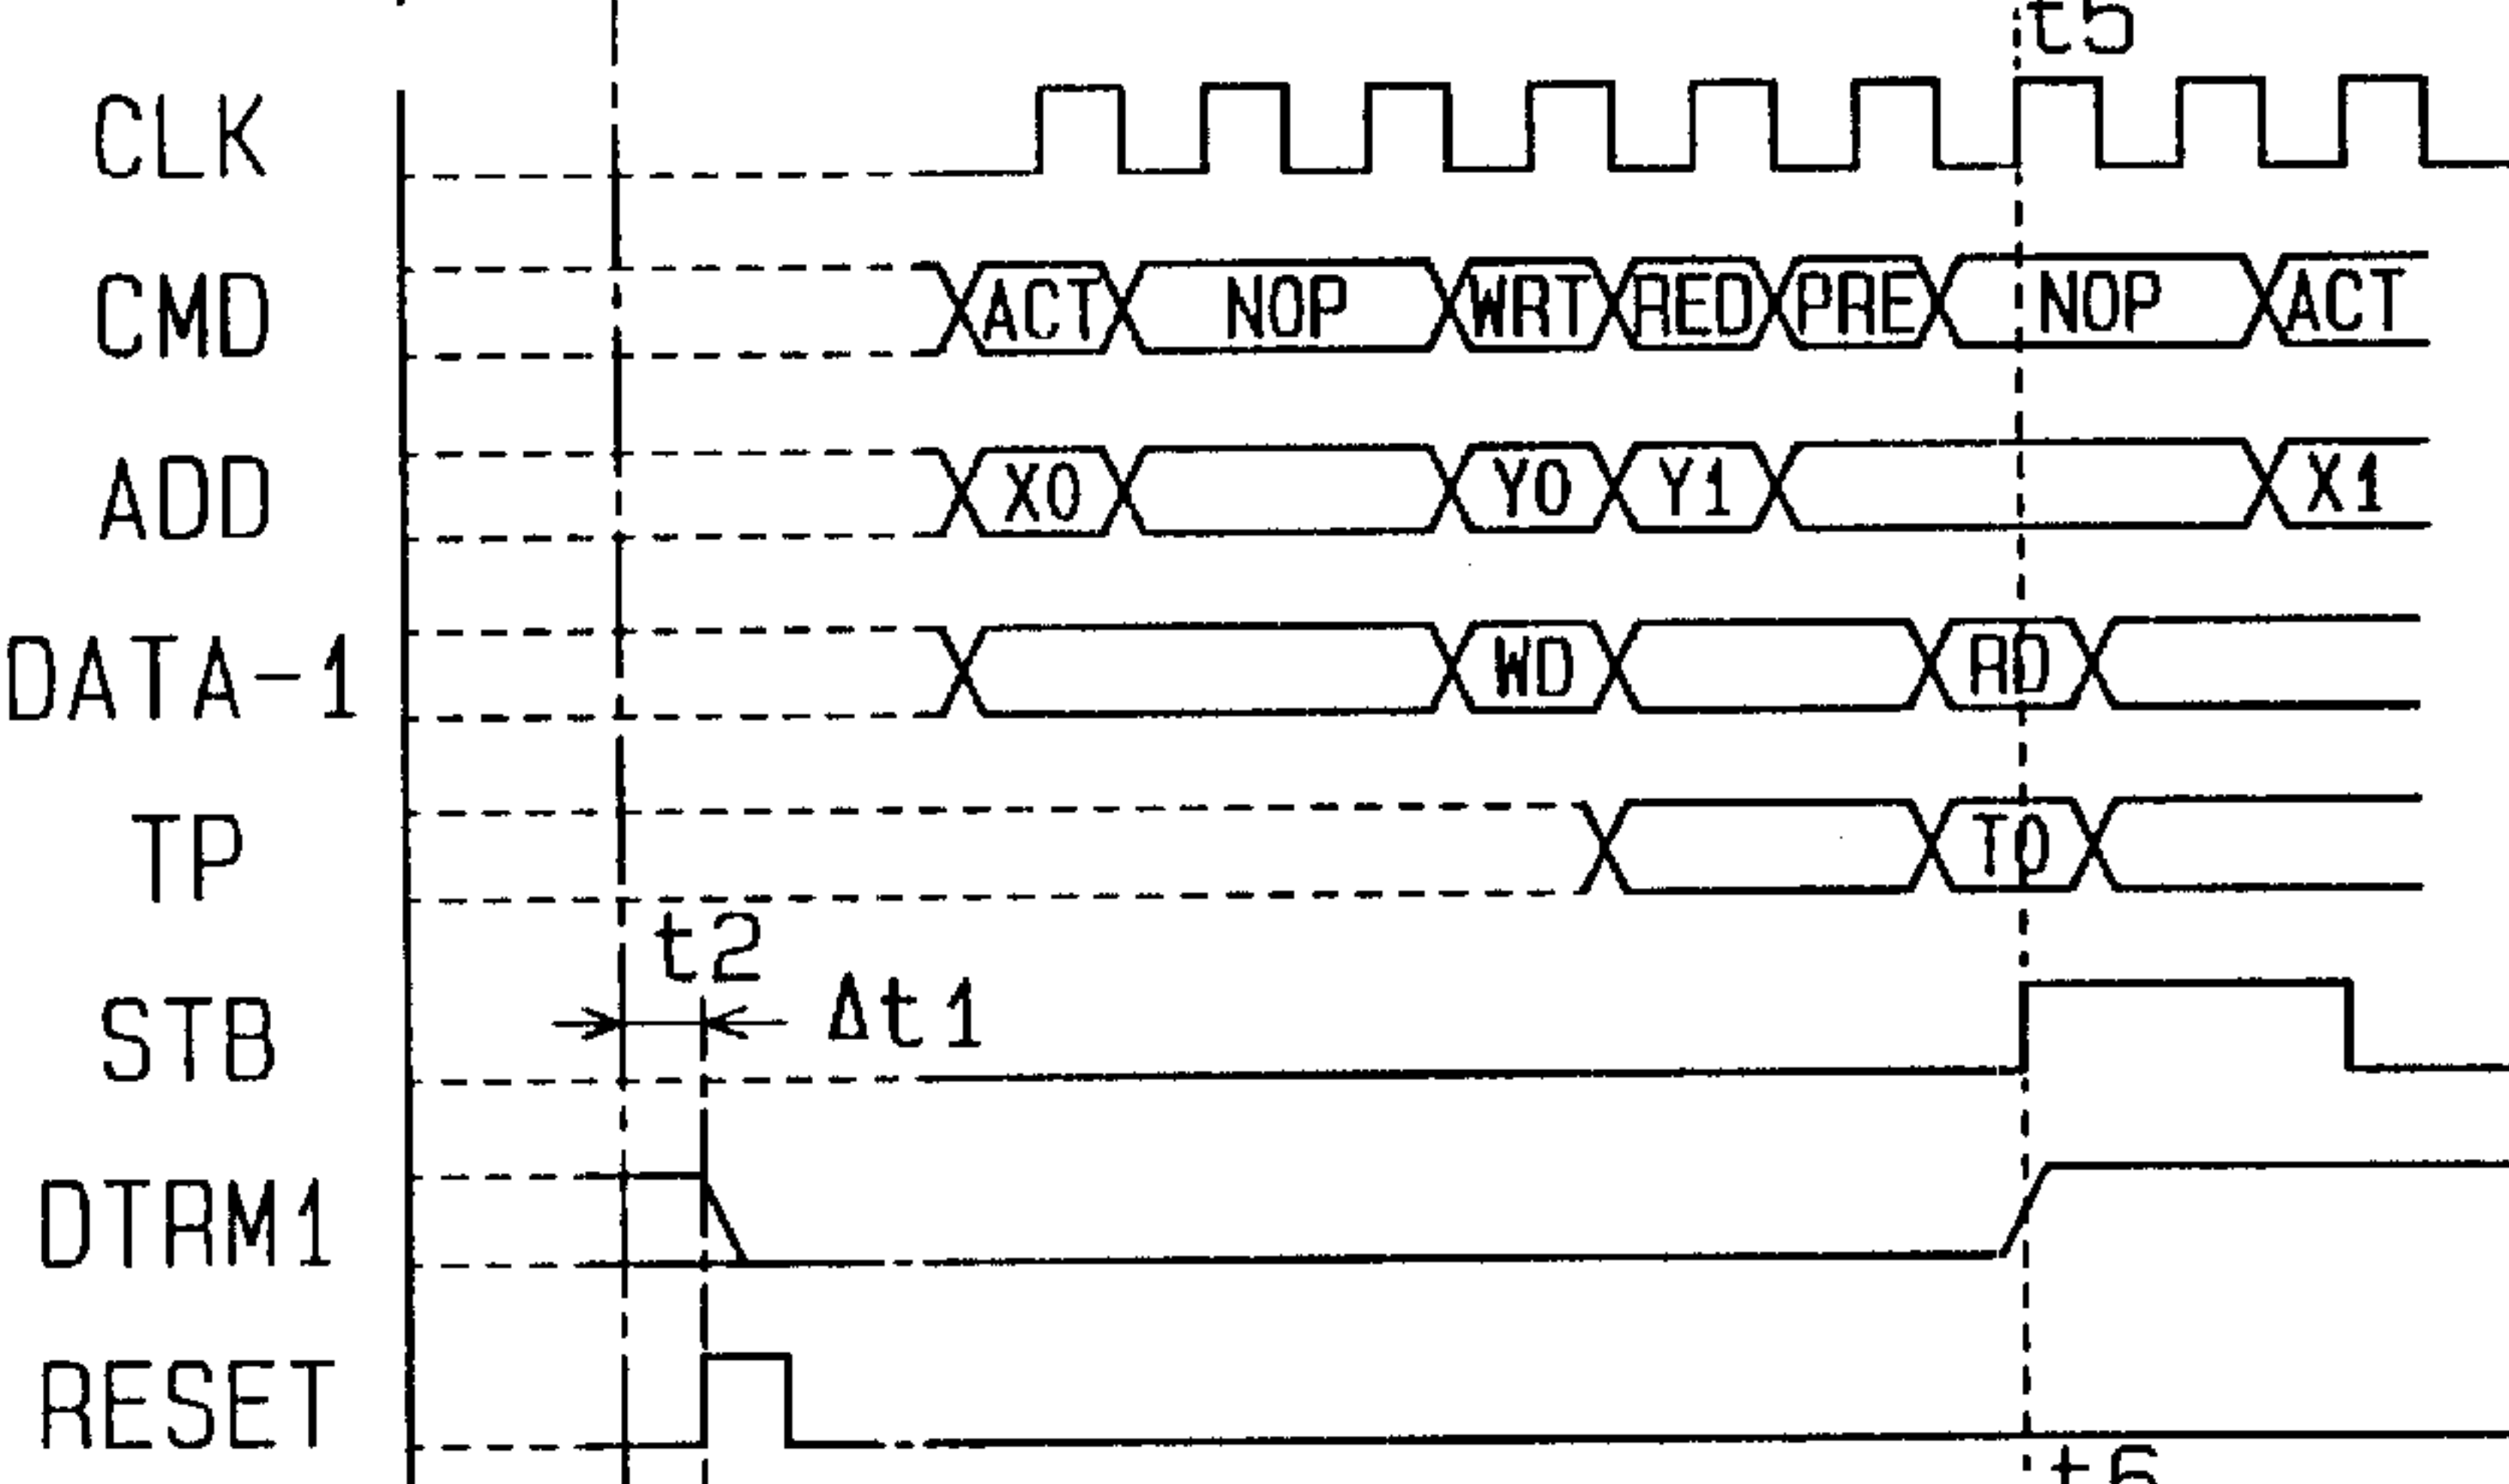 t5
CLK
CMD ACT NOP WRT RED PRE NOP ACT
ADD X0 Y0 Y1 X1
DATA-1 WD RD
TP T0
t2
STB Δt1
DTRM1
RESET
t6